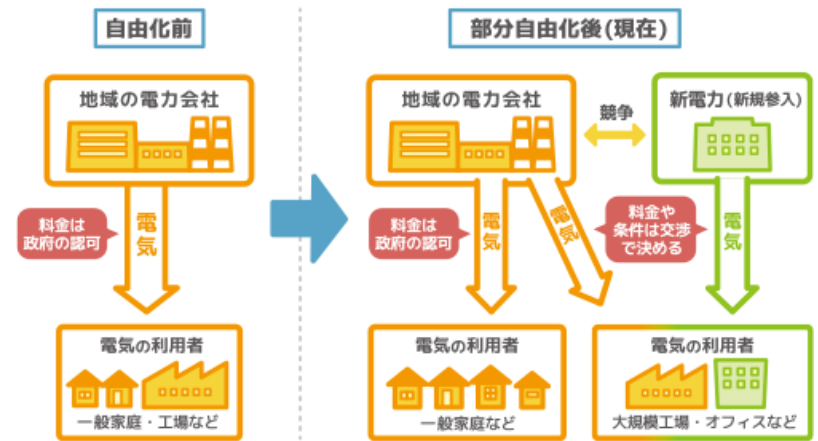 自由化前
地域の電力会社
料金は
政府の認可
電気
電気の利用者
一般家庭・工場など
部分自由化後(現在)
地域の電力会社
競争
新電力(新規参入)
料金は
政府の認可
電気
電気
料金や
条件は交渉
で決める
電気
電気の利用者
一般家庭など
電気の利用者
大規模工場・オフィスなど